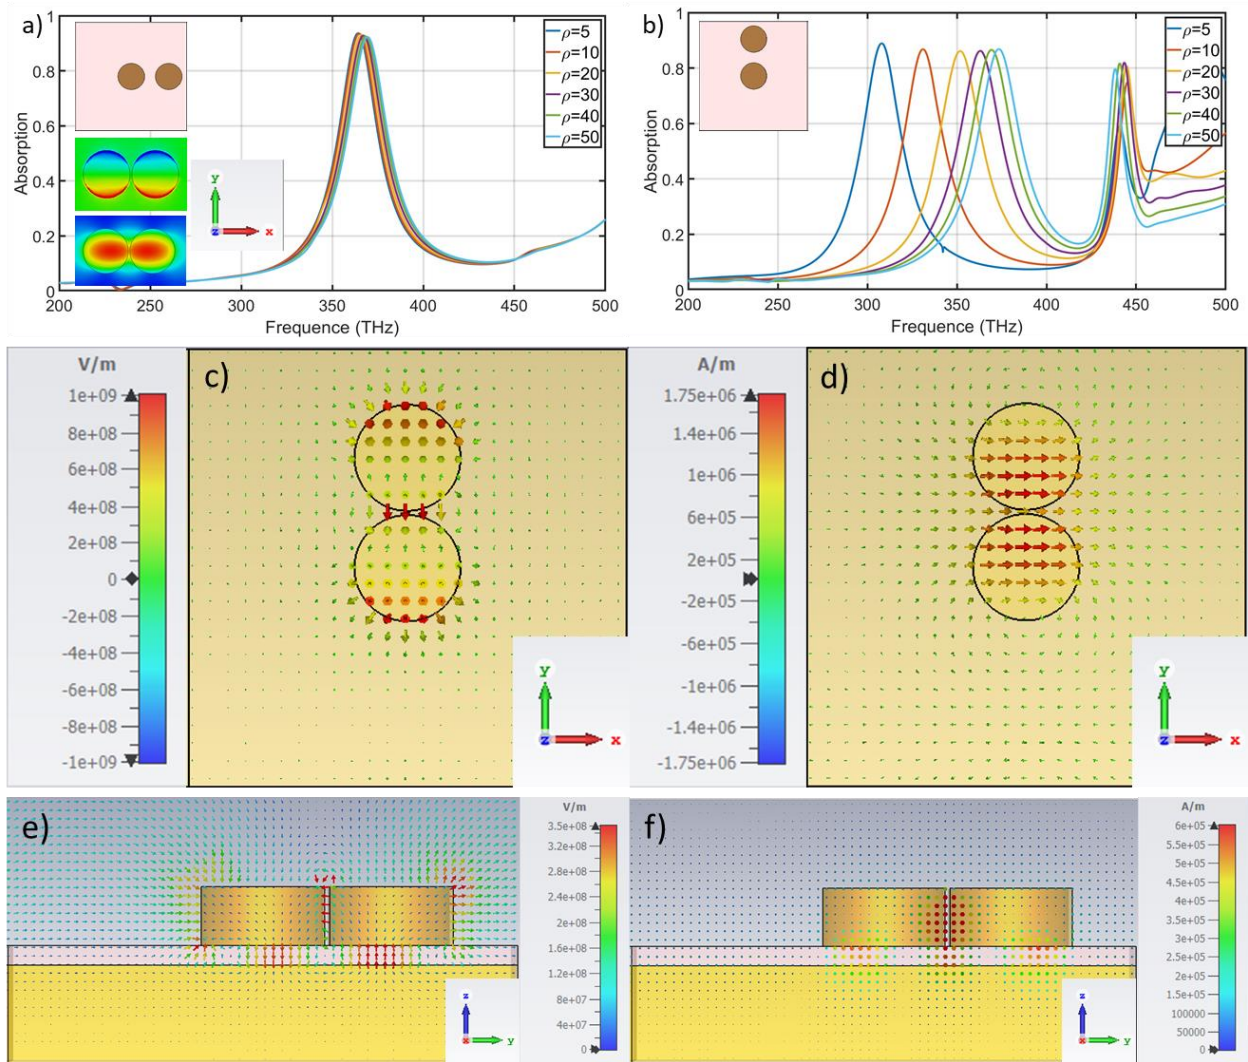 a)
Absorption
1
0.8
0.6
0.4
0.2
0
200
250
300
350
400
450
500
Frequence (THz)
ρ=5
ρ=10
ρ=20
ρ=30
ρ=40
ρ=50
y
z
x
b)
Absorption
1
0.8
0.6
0.4
0.2
0
200
250
300
350
400
450
500
Frequence (THz)
ρ=5
ρ=10
ρ=20
ρ=30
ρ=40
ρ=50
V/m
1e+09
8e+08
6e+08
4e+08
2e+08
0
-2e+08
-4e+08
-6e+08
-8e+08
-1e+09
c)
y
z
x
A/m
1.75e+06
1.4e+06
1e+06
6e+05
2e+05
0
-2e+05
-6e+05
-1e+06
-1.4e+06
-1.75e+06
d)
y
z
x
e)
z
x
y
V/m
3.5e+08
3.2e+08
2.8e+08
2.4e+08
2e+08
1.6e+08
1.2e+08
8e+07
4e+07
0
f)
z
x
y
A/m
6e+05
5.5e+05
5e+05
4.5e+05
4e+05
3.5e+05
3e+05
2.5e+05
2e+05
1.5e+05
100000
50000
0